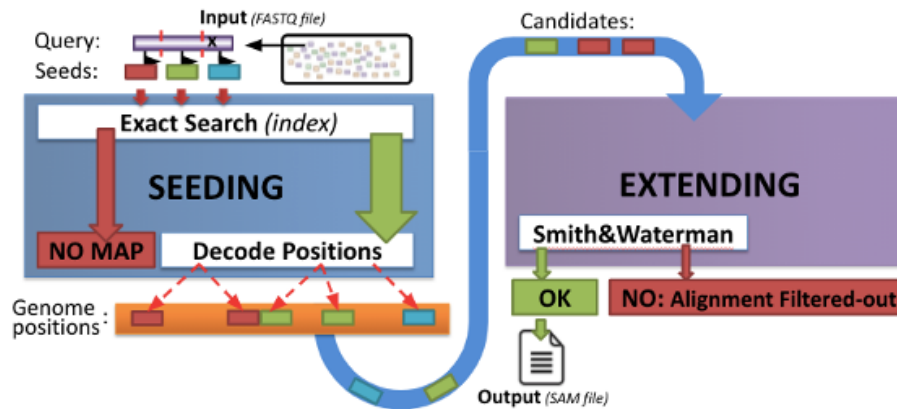 Input (FASTQ file)
Candidates:
Query:
x
Seeds:
Exact Search (index)
SEEDING
EXTENDING
Smith&Waterman
NO MAP
Decode Positions
OK
NO: Alignment Filtered-out
Genome
positions :
Output (SAM file)